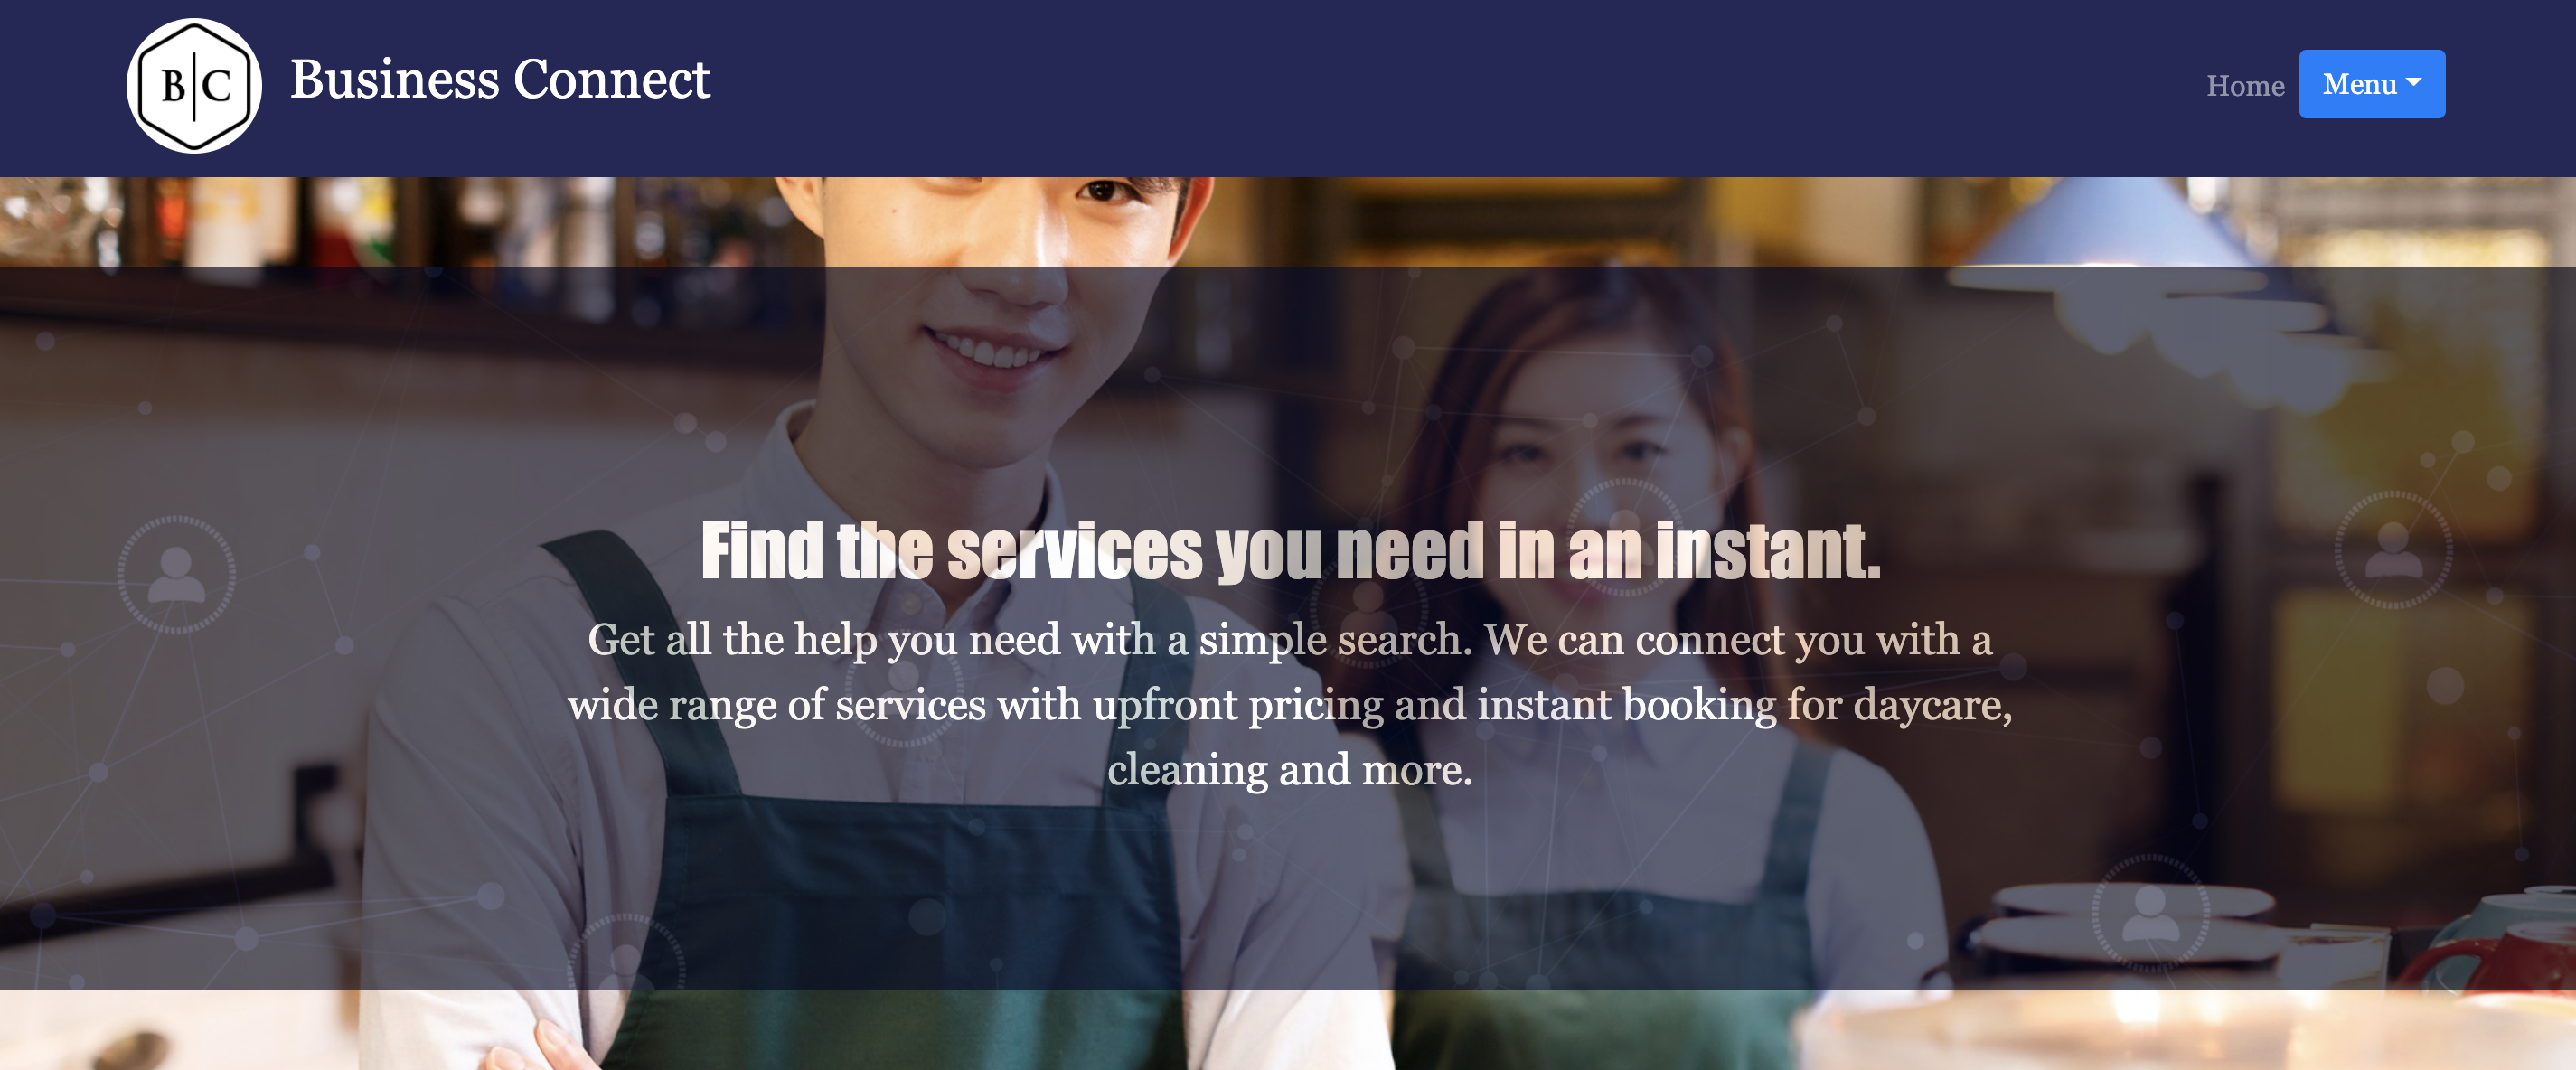 B|C
Business Connect
Home
Menu
Find the services you need in an instant.
Get all the help you need with a simple search. We can connect you with a
wide range of services with upfront pricing and instant booking for daycare,
cleaning and more.